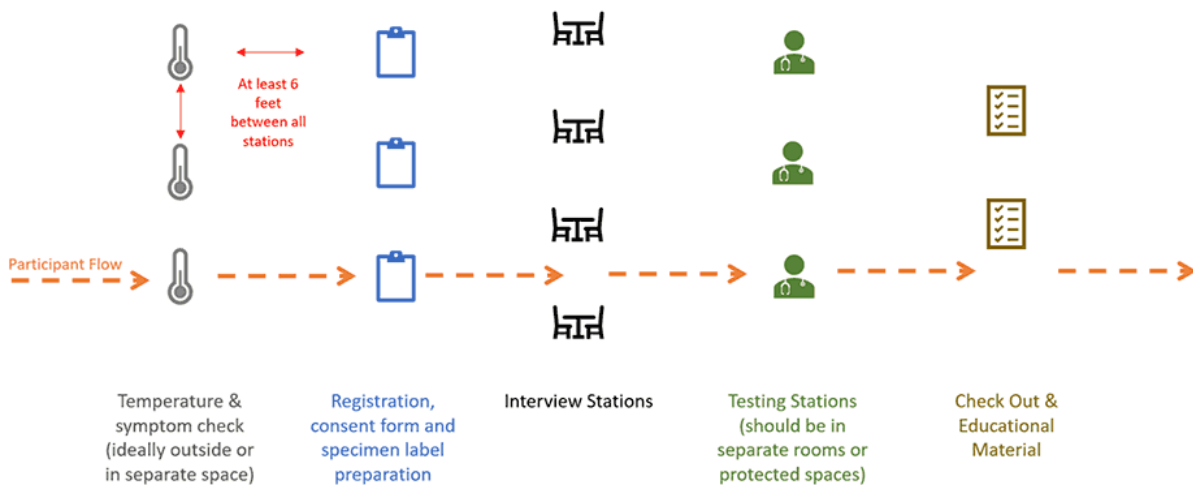 At least 6
feet
between all
stations
Participant Flow
Temperature &
symptom check
(ideally outside or
in separate space)
Registration,
consent form and
specimen label
preparation
Interview Stations
Testing Stations
(should be in
separate rooms or
protected spaces)
Check Out &
Educational
Material